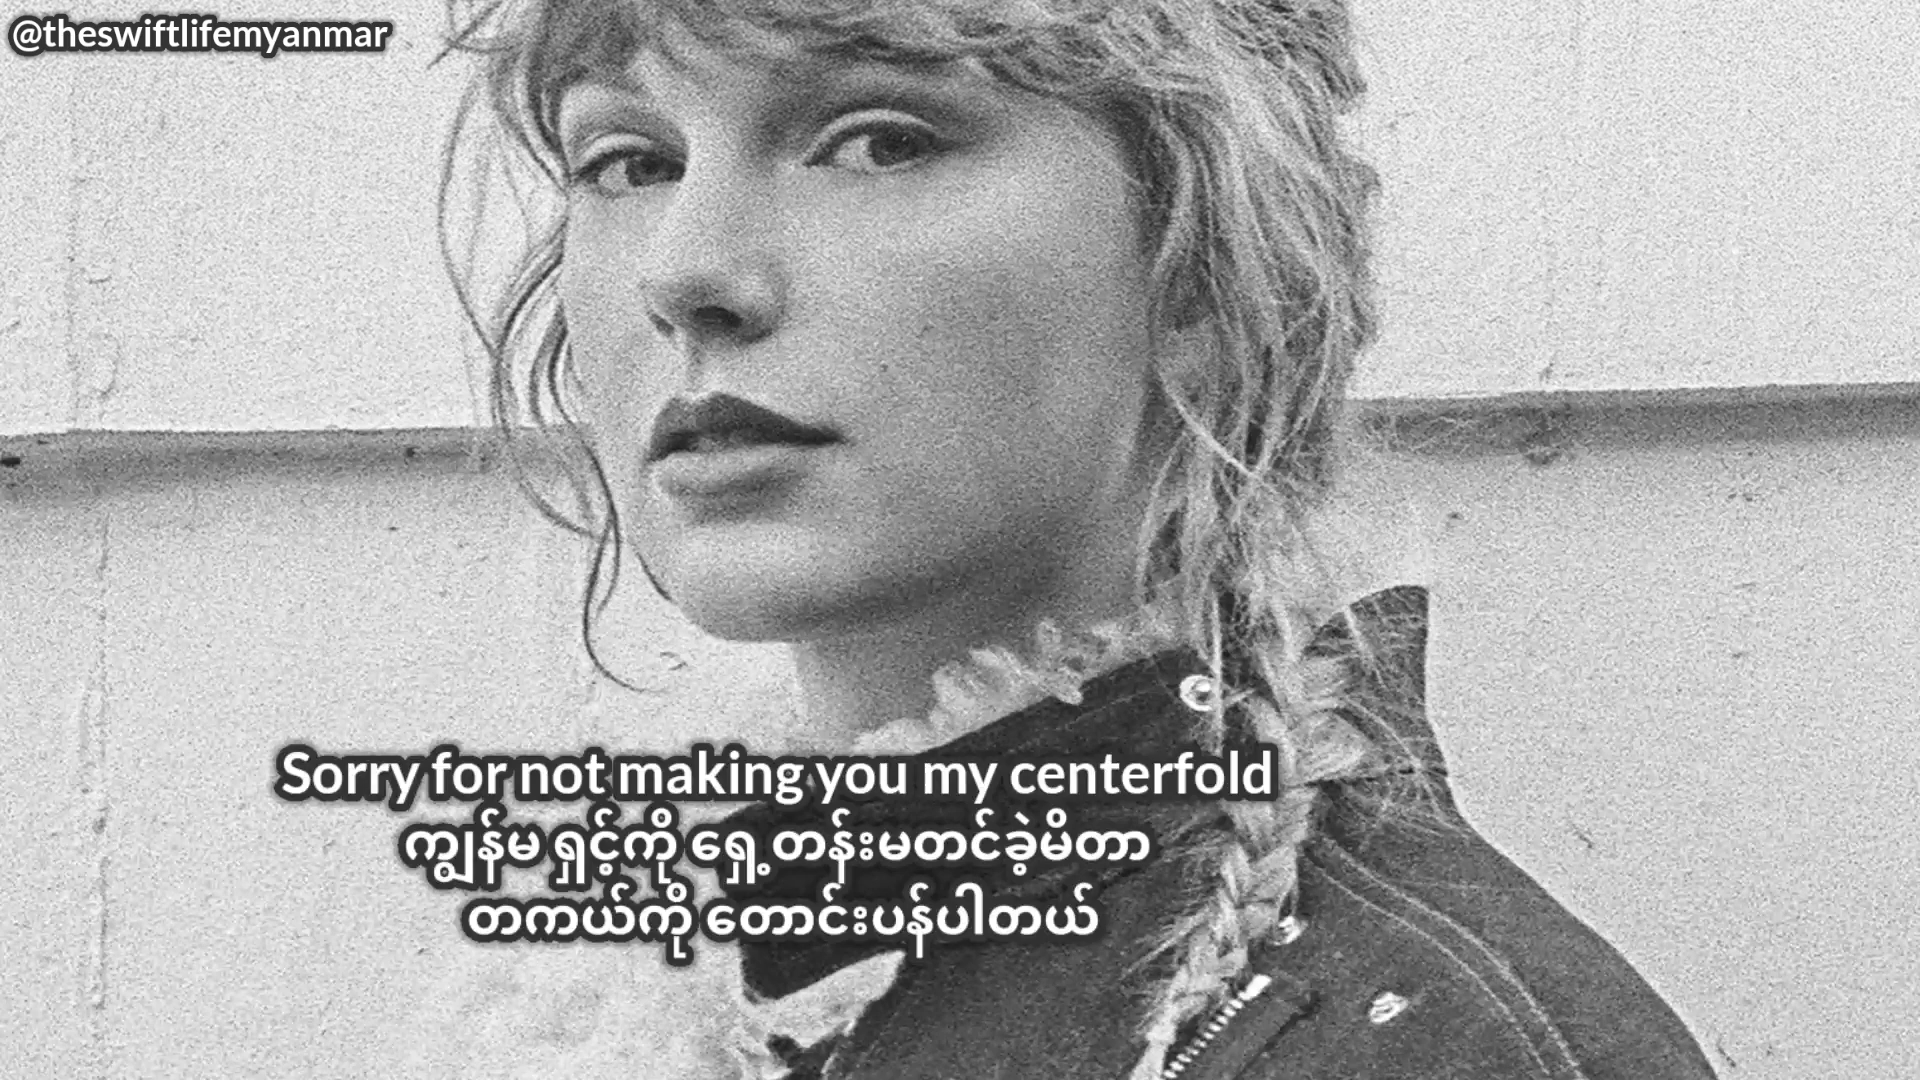 @theswiftlifemyanmar
Sorry for not making you my centerfold
ကျွန်မ ရှင့်ကို ရှေ့တန်းမတင်ခဲ့မိတာ
တကယ်ကို တောင်းပန်ပါတယ်